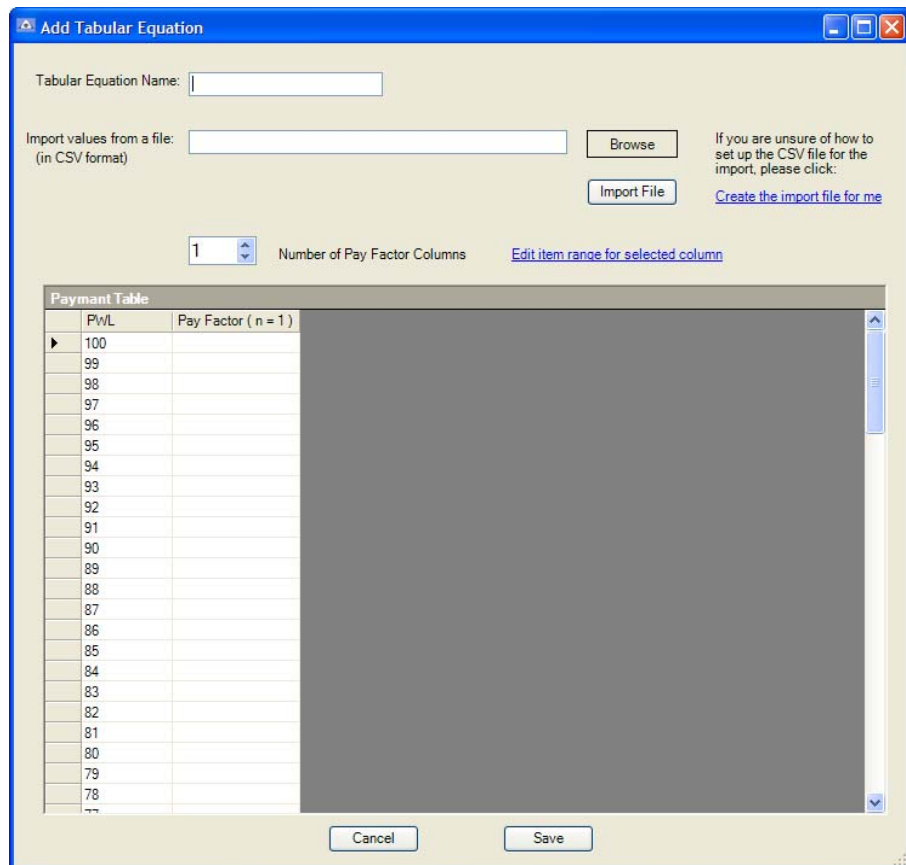 Add Tabular Equation
Tabular Equation Name:
Import values from a file:
(in CSV format)
Browse
Import File
If you are unsure of how to
set up the CSV file for the
import, please click:
Create the import file for me
1
Number of Pay Factor Columns
Edit item range for selected column
Paymant Table
PWL Pay Factor ( n = 1 )
100
99
98
97
96
95
94
93
92
91
90
89
88
87
86
85
84
83
82
81
80
79
78
77
Cancel
Save